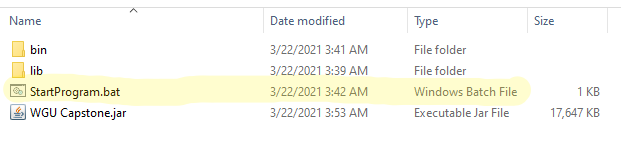 Name Date modified Type Size
bin 3/22/2021 3:41 AM File folder
lib 3/22/2021 3:39 AM File folder
StartProgram.bat 3/22/2021 3:42 AM Windows Batch File 1 KB
WGU Capstone.jar 3/22/2021 3:53 AM Executable Jar File 17,647 KB